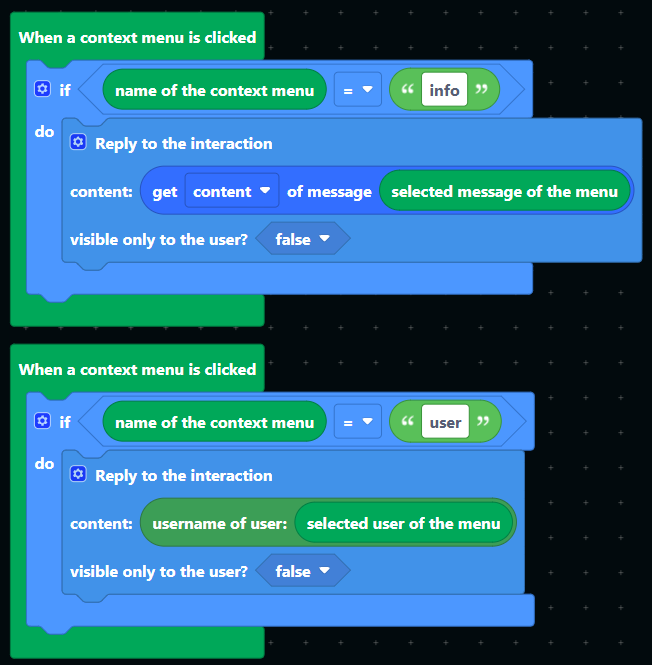 When a context menu is clicked
if name of the context menu = “ info ”
do Reply to the interaction
content: get content of message selected message of the menu
visible only to the user? false
When a context menu is clicked
if name of the context menu = “ user ”
do Reply to the interaction
content: username of user: selected user of the menu
visible only to the user? false